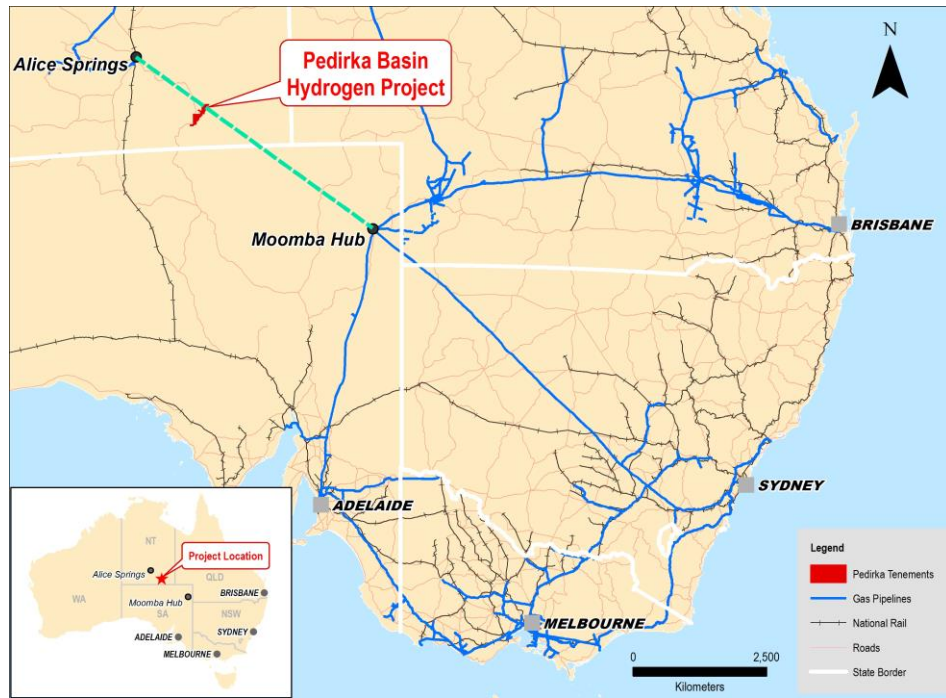 Alice Springs
Pedirka Basin
Hydrogen Project
N
Moomba Hub
BRISBANE
SYDNEY
ADELAIDE
MELBOURNE
0 2,500
Kilometers
Legend
Pedirka Tenements
Gas Pipelines
National Rail
Roads
State Border
NT
Project Location
Alice Springs
QLD
WA
BRISBANE
Moomba Hub
SA
NSW
ADELAIDE
SYDNEY
MELBOURNE